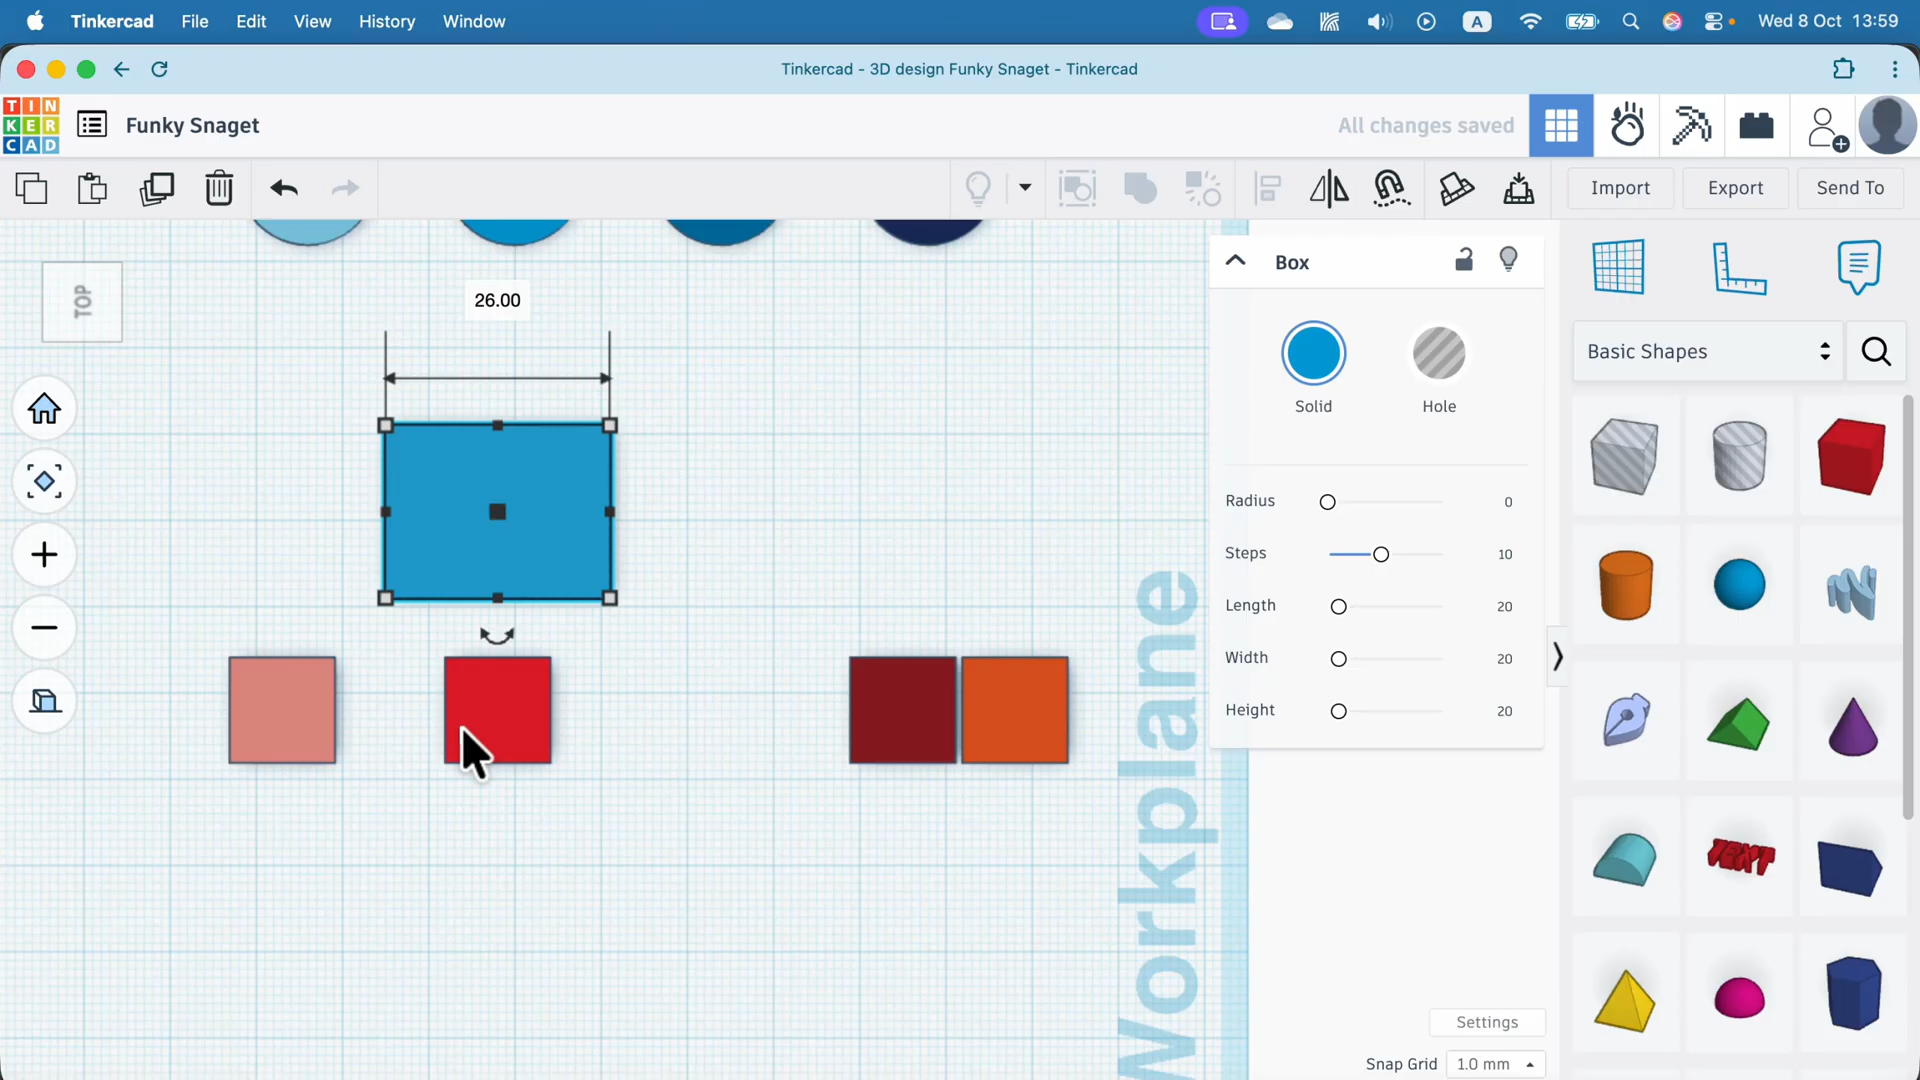 Tinkercad File Edit View History Window A Wed 8 Oct 13:59
Tinkercad - 3D design Funky Snaget - Tinkercad
TIN
KER
CAD
Funky Snaget
All changes saved
Import Export Send To
TOP
26.00
Box
Solid Hole
Radius 0
Steps 10
Length 20
Width 20
Height 20
Basic Shapes
TEXT
Workplane
Settings
Snap Grid 1.0 mm